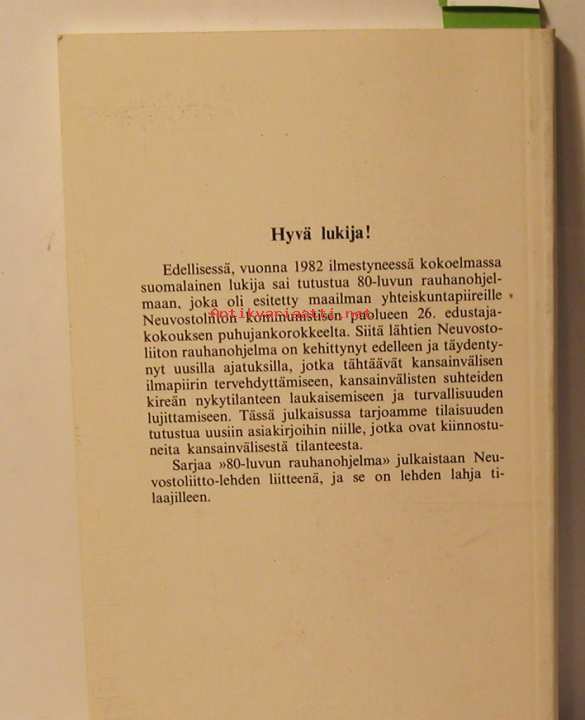 Hyvä lukija!
Edellisessä, vuonna 1982 ilmestyneessä kokoelmassa
suomalainen lukija sai tutustua 80-luvun rauhanohjel-
maan, joka oli esitetty maailman yhteiskuntapiireille
Neuvostoliiton kommunistisen puolueen 26. edustaja-
Antikvariaatti.net
kokouksen puhujankorokkeelta. Siitä lähtien Neuvosto-
liiton rauhanohjelma on kehittynyt edelleen ja täydenty-
nyt uusilla ajatuksilla, jotka tähtäävät kansainvälisen
ilmapiirin tervehdyttämiseen, kansainvälisten suhteiden
kireän nykytilanteen laukaisemiseen ja turvallisuuden
lujittamiseen. Tässä julkaisussa tarjoamme tilaisuuden
tutustua uusiin asiakirjoihin niille, jotka ovat kiinnostu-
neita kansainvälisestä tilanteesta.
Sarjaa »80-luvun rauhanohjelma» julkaistaan Neu-
vostoliitto-lehden liitteenä, ja se on lehden lahja ti-
laajilleen.